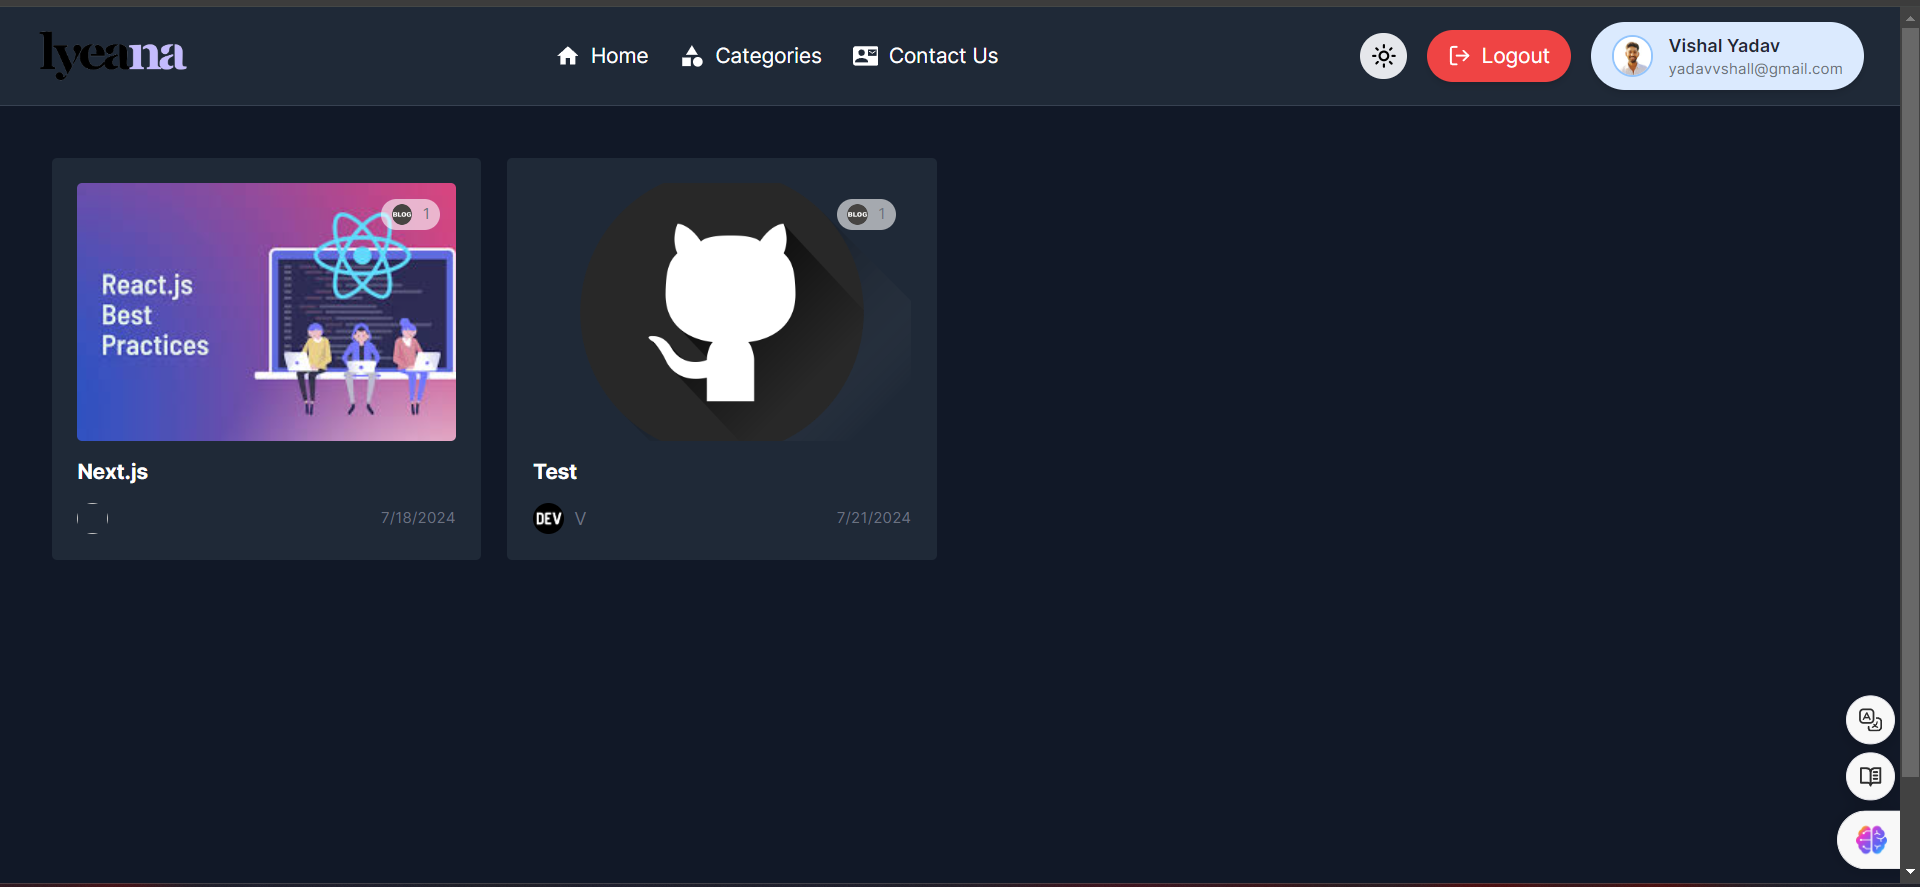 lyeana
Home
Categories
Contact Us
Logout
Vishal Yadav
yadavvshall@gmail.com
BLOG 1
React.js
Best
Practices
Next.js
7/18/2024
BLOG 1
Test
DEV V
7/21/2024